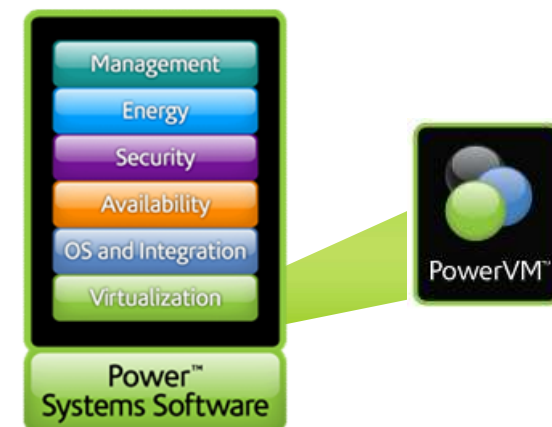 Management
Energy
Security
Availability
OS and Integration
Virtualization
Power™
Systems Software
PowerVM™